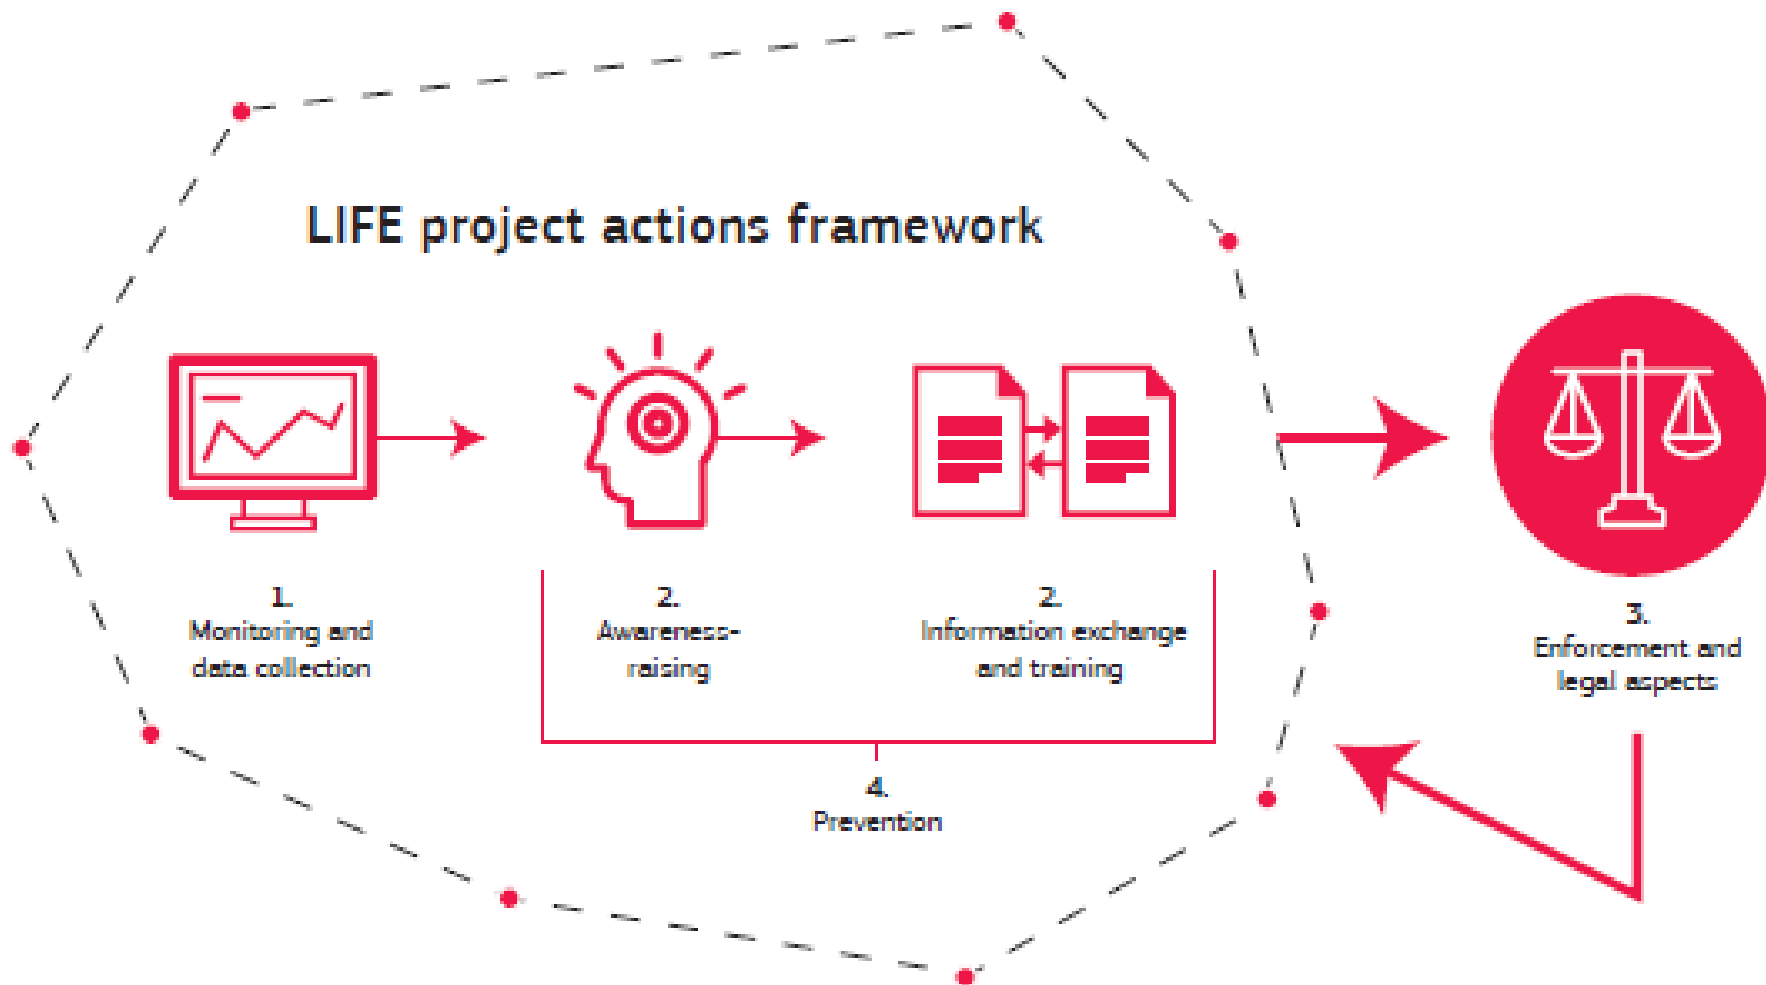 LIFE project actions framework
1.
Monitoring and
data collection
2.
Awareness-
raising
2.
Information exchange
and training
3.
Enforcement and
legal aspects
4.
Prevention